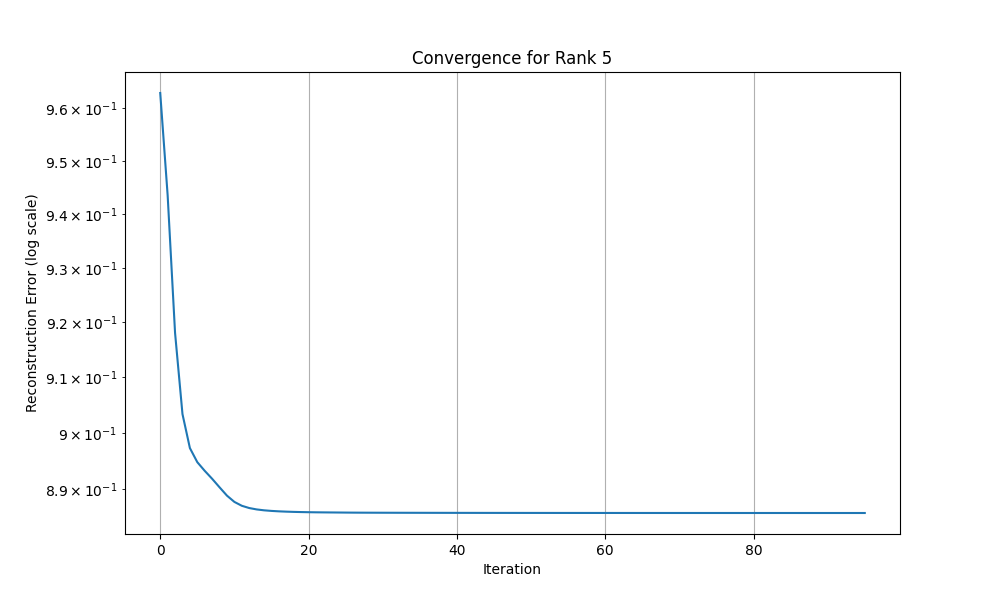 Convergence for Rank 5
Reconstruction Error (log scale)
9.6 × 10⁻¹
9.5 × 10⁻¹
9.4 × 10⁻¹
9.3 × 10⁻¹
9.2 × 10⁻¹
9.1 × 10⁻¹
9 × 10⁻¹
8.9 × 10⁻¹
0 20 40 60 80
Iteration